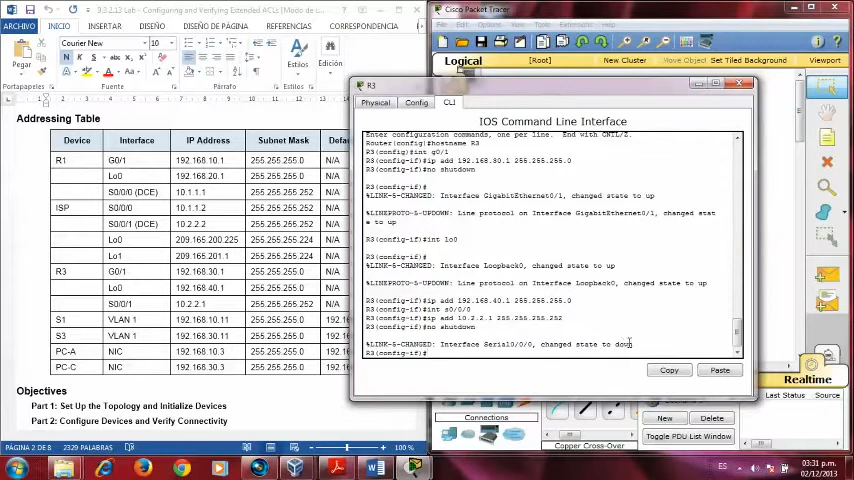 9.3.2.13 Lab - Configuring and Verifying Extended ACLs [Modo de
ARCHIVO INICIO INSERTAR DISEÑO DISEÑO DE PÁGINA REFERENCIAS CORRESPONDENCIA
Courier New 10
Pegar
N K S
Estilos
Edición
Portapapeles
Fuente
Estilos
Addressing Table
Device Interface IP Address Subnet Mask Defau
R1 G0/1 192.168.10.1 255.255.255.0 N/A
Lo0 192.168.20.1 255.255.255.0 N/A
S0/0/0 (DCE) 10.1.1.1 255.255.255.252 N/A
ISP S0/0/0 10.1.1.2 255.255.255.252 N/A
S0/0/1 (DCE) 10.2.2.2 255.255.255.252 N/A
Lo0 209.165.200.225 255.255.255.224 N/A
Lo1 209.165.201.1 255.255.255.224 N/A
R3 G0/1 192.168.30.1 255.255.255.0 N/A
Lo0 192.168.40.1 255.255.255.0 N/A
S0/0/1 10.2.2.1 255.255.255.252 N/A
S1 VLAN 1 192.168.10.11 255.255.255.0 192.16
S3 VLAN 1 192.168.30.11 255.255.255.0 192.16
PC-A NIC 192.168.10.3 255.255.255.0 192.16
PC-C NIC 192.168.30.3 255.255.255.0 192.16
Objectives
Part 1: Set Up the Topology and Initialize Devices
Part 2: Configure Devices and Verify Connectivity
PÁGINA 2 DE 8 2329 PALABRAS 100 %
Cisco Packet Tracer
File Edit Options View Tools Extensions Help
Logical [Root] New Cluster Move Object Set Tiled Background Viewport
R3
Physical Config CLI
IOS Command Line Interface
Enter configuration commands, one per line. End with CNTL/Z.
Router(config)#hostname R3
R3(config)#int g0/1
R3(config-if)#ip add 192.168.30.1 255.255.255.0
R3(config-if)#no shutdown
R3(config-if)#
%LINK-5-CHANGED: Interface GigabitEthernet0/1, changed state to up
%LINEPROTO-5-UPDOWN: Line protocol on Interface GigabitEthernet0/1, changed stat
e to up
R3(config-if)#int lo0
R3(config-if)#
%LINK-5-CHANGED: Interface Loopback0, changed state to up
%LINEPROTO-5-UPDOWN: Line protocol on Interface Loopback0, changed state to up
R3(config-if)#ip add 192.168.40.1 255.255.255.0
R3(config-if)#int s0/0/0
R3(config-if)#ip add 10.2.2.1 255.255.255.252
R3(config-if)#no shutdown
%LINK-5-CHANGED: Interface Serial0/0/0, changed state to down
R3(config-if)#
Copy Paste
Realtime
Last Status Source
Connections
New Delete
Toggle PDU List Window
Copper Cross-Over
ES 03:31 p.m.
02/12/2013